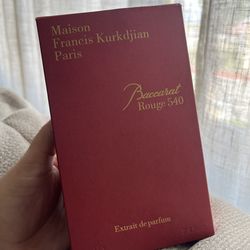 Maison
Francis Kurkdjian
Paris
Baccarat
Rouge 540
Extrait de parfum